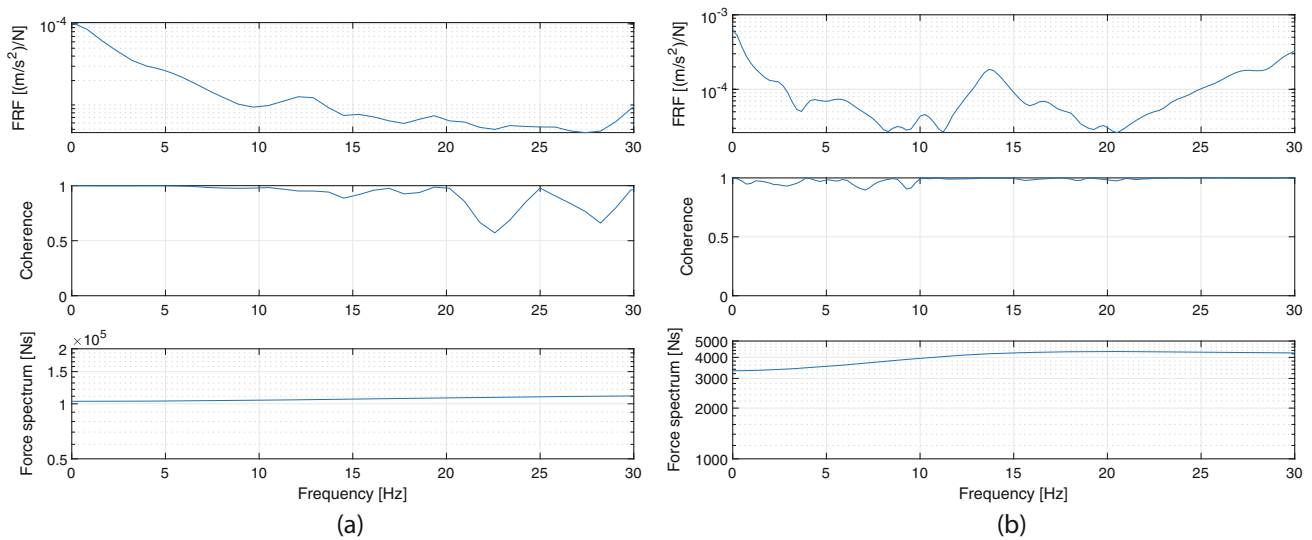 10^-4
FRF [(m/s^2)/N]
0 5 10 15 20 25 30
1
0.5
0
Coherence
0 5 10 15 20 25 30
× 10^5
2
1.5
1
0.5
Force spectrum [Ns]
0 5 10 15 20 25 30
Frequency [Hz]
(a)
10^-3
10^-4
FRF [(m/s^2)/N]
0 5 10 15 20 25 30
1
0.5
0
Coherence
0 5 10 15 20 25 30
5000
4000
3000
2000
1000
Force spectrum [Ns]
0 5 10 15 20 25 30
Frequency [Hz]
(b)